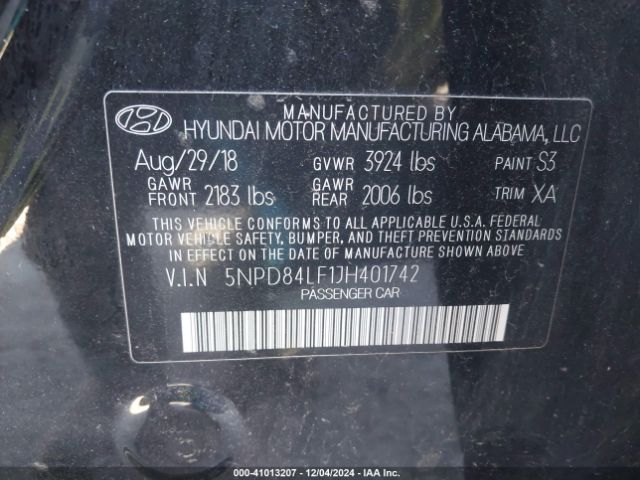 MANUFACTURED BY
HYUNDAI MOTOR MANUFACTURING ALABAMA, LLC
Aug/29/18 GVWR 3924 lbs PAINT S3
GAWR FRONT 2183 lbs GAWR REAR 2006 lbs TRIM XA
THIS VEHICLE CONFORMS TO ALL APPLICABLE U.S.A. FEDERAL
MOTOR VEHICLE SAFETY, BUMPER, AND THEFT PREVENTION STANDARDS
IN EFFECT ON THE DATE OF MANUFACTURE SHOWN ABOVE
V.I.N 5NPD84LF1JH401742
PASSENGER CAR
000-41013207 - 12/04/2024 - IAA Inc.